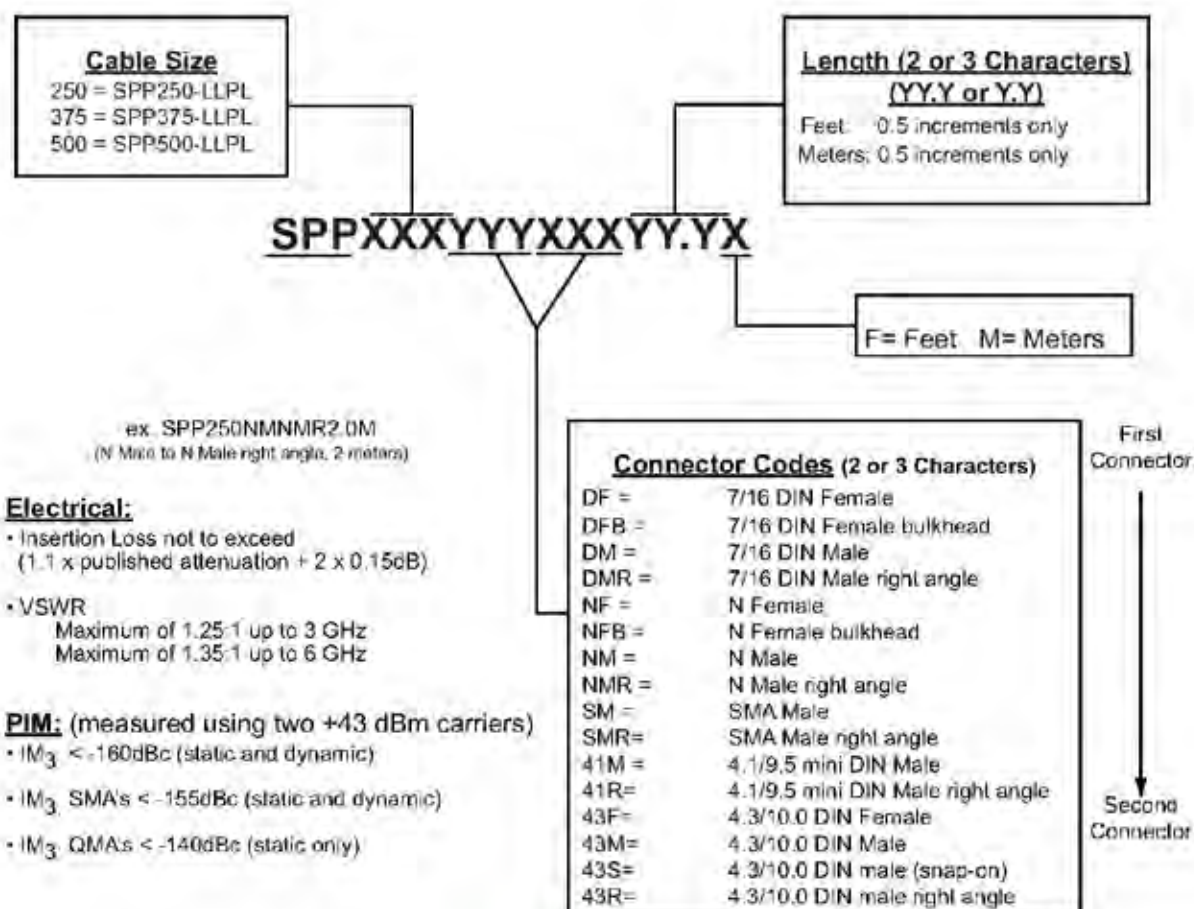 Cable Size
250 = SPP250-LLPL
375 = SPP375-LLPL
500 = SPP500-LLPL
Length (2 or 3 Characters)
(YY.Y or Y.Y)
Feet: 0.5 increments only
Meters: 0.5 increments only
SPPXXXYYYXXXYY.YX
F= Feet M= Meters
ex. SPP250NMNMR2.0M
(N Male to N Male right angle, 2 meters)
Electrical:
• Insertion Loss not to exceed
(1.1 x published attenuation + 2 x 0.15dB)
• VSWR
Maximum of 1.25:1 up to 3 GHz
Maximum of 1.35:1 up to 6 GHz
PIM: (measured using two +43 dBm carriers)
• IM3 < -160dBc (static and dynamic)
• IM3 SMA's < -155dBc (static and dynamic)
• IM3 QMA's < -140dBc (static only)
Connector Codes (2 or 3 Characters)
DF = 7/16 DIN Female
DFB = 7/16 DIN Female bulkhead
DM = 7/16 DIN Male
DMR = 7/16 DIN Male right angle
NF = N Female
NFB = N Female bulkhead
NM = N Male
NMR = N Male right angle
SM = SMA Male
SMR= SMA Male right angle
41M = 4.1/9.5 mini DIN Male
41R= 4.1/9.5 mini DIN Male right angle
43F= 4.3/10.0 DIN Female
43M= 4.3/10.0 DIN Male
43S= 4.3/10.0 DIN male (snap-on)
43R= 4.3/10.0 DIN male right angle
First
Connector
Second
Connector